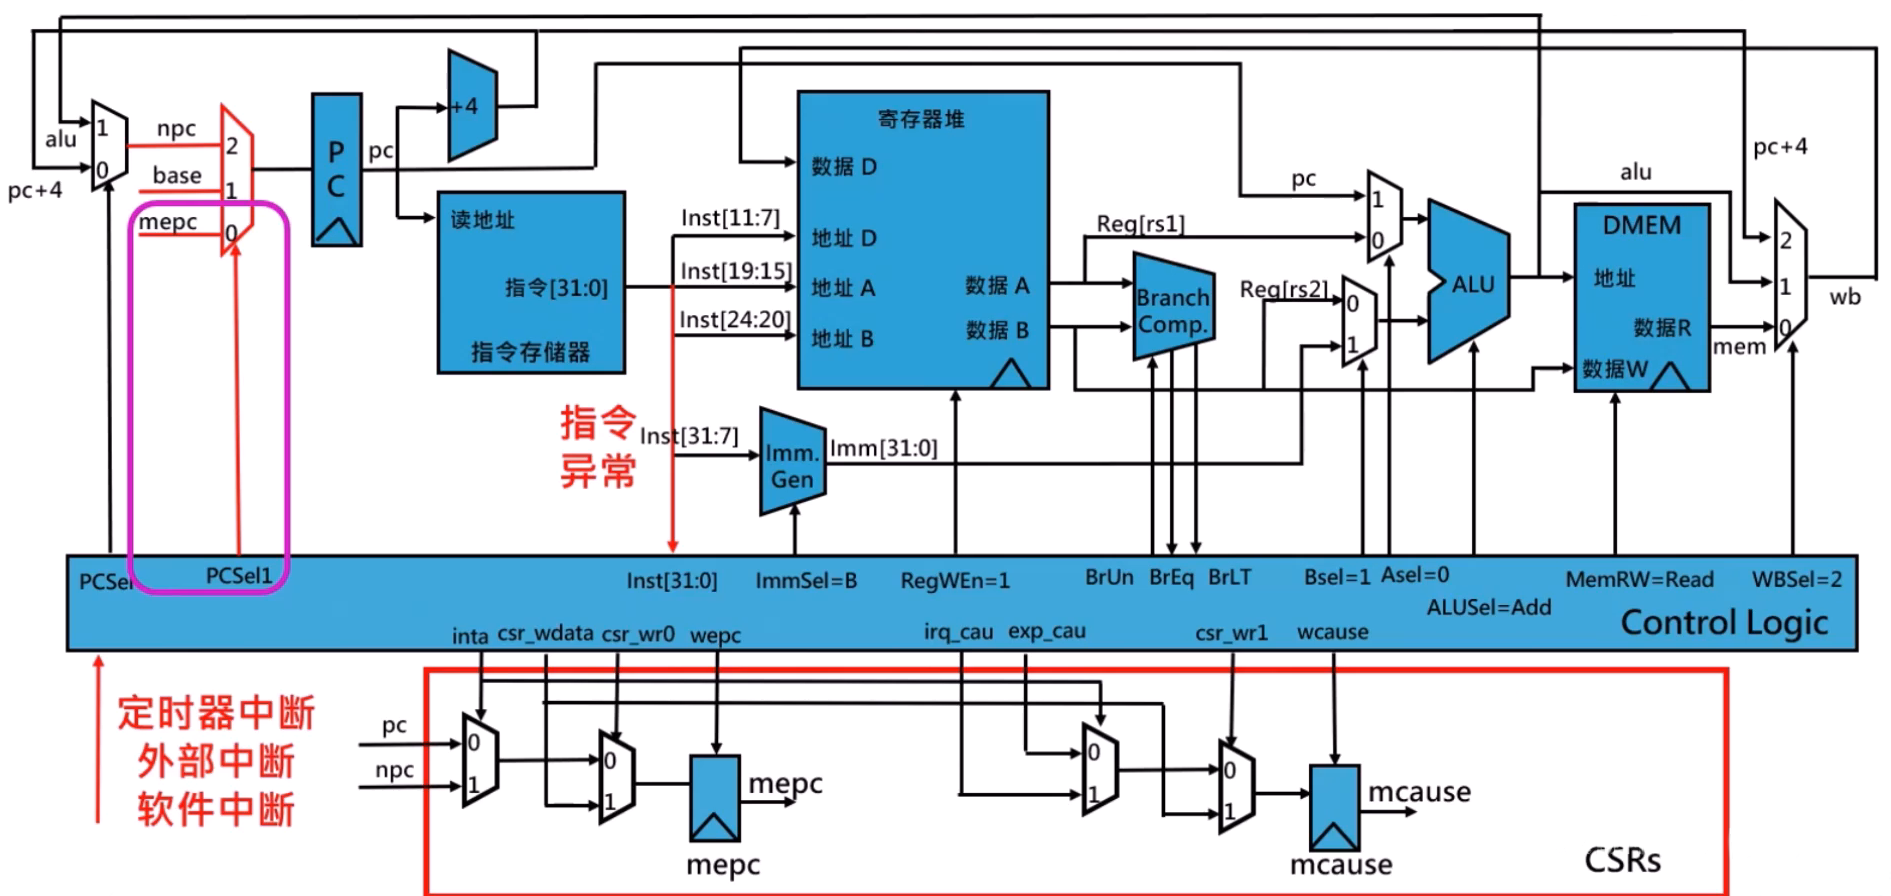 alu
pc+4
1
0
npc
base
mepc
2
1
0
P
C
pc
+4
读地址
指令[31:0]
指令存储器
Inst[11:7]
Inst[19:15]
Inst[24:20]
寄存器堆
数据 D
地址 D
地址 A
地址 B
数据 A
数据 B
Reg[rs1]
Branch
Comp.
Reg[rs2]
pc
1
0
0
1
ALU
alu
DMEM
地址
数据R
数据W
mem
pc+4
2
1
0
wb
指令
异常
Inst[31:7]
Imm.
Gen
Imm[31:0]
PCSel
PCSel1
Inst[31:0]
ImmSel=B
RegWEn=1
BrUn
BrEq
BrLT
Bsel=1
Asel=0
ALUSel=Add
MemRW=Read
WBSel=2
Control Logic
inta
csr_wdata
csr_wr0
wepc
irq_cau
exp_cau
csr_wr1
wcause
定时器中断
外部中断
软件中断
pc
npc
0
1
0
1
mepc
mepc
0
1
0
1
mcause
mcause
CSRs